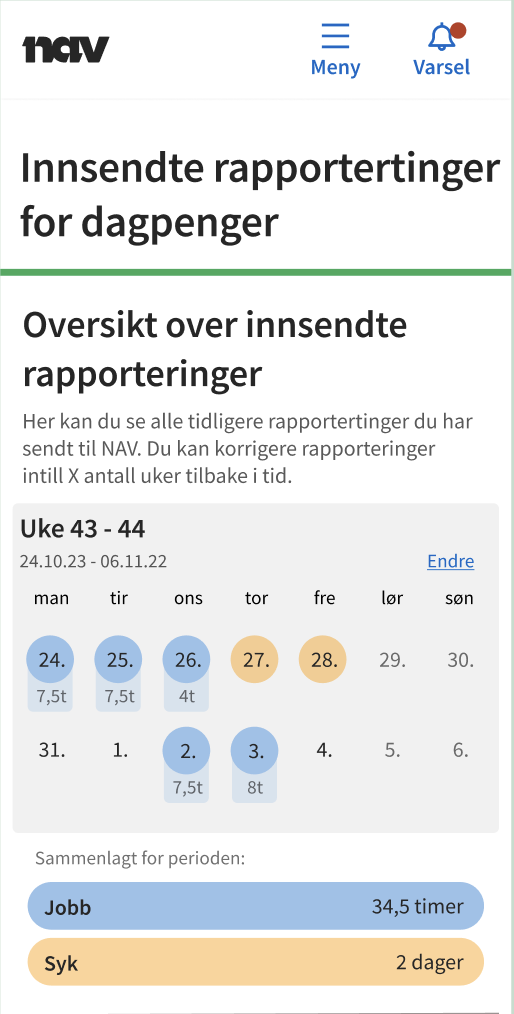 nav
Meny
Varsel
Innsendte rapportertinger
for dagpenger
Oversikt over innsendte
rapporteringer
Her kan du se alle tidligere rapportertinger du har
sendt til NAV. Du kan korrigere rapporteringer
intill X antall uker tilbake i tid.
Uke 43 - 44
24.10.23 - 06.11.22 Endre
man tir ons tor fre lør søn
24. 25. 26. 27. 28. 29. 30.
7,5t 7,5t 4t
31. 1. 2. 3. 4. 5. 6.
7,5t 8t
Sammenlagt for perioden:
Jobb 34,5 timer
Syk 2 dager